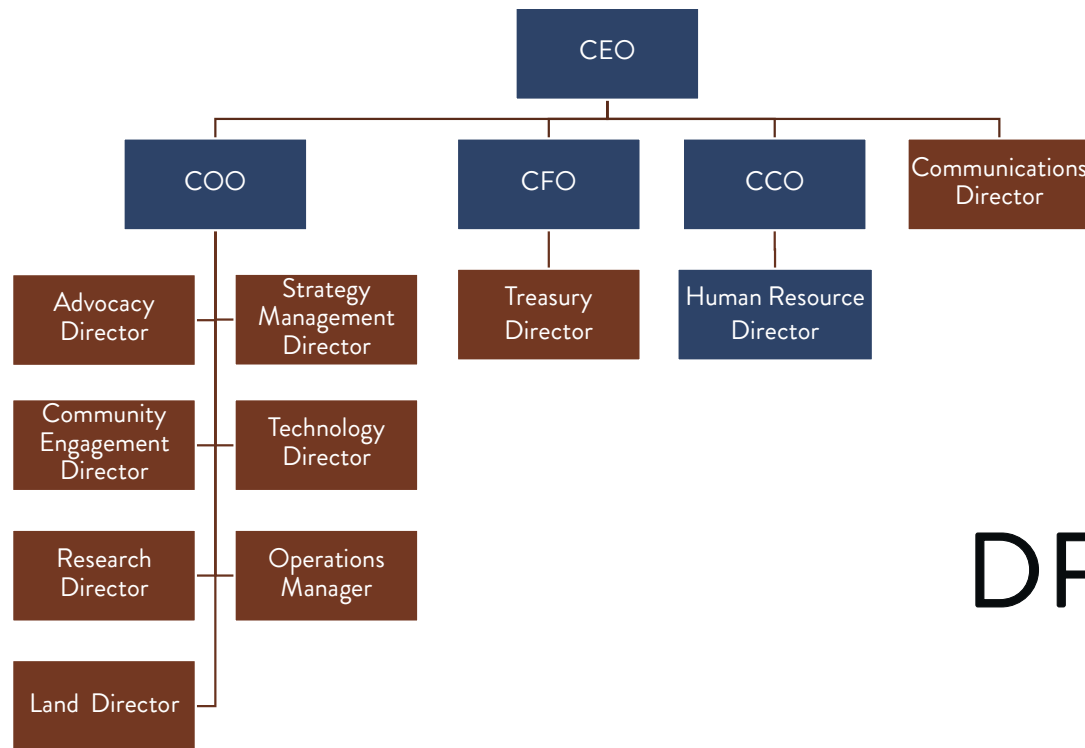 CEO
COO
CFO
CCO
Communications
Director
Advocacy
Director
Strategy
Management
Director
Treasury
Director
Human Resource
Director
Community
Engagement
Director
Technology
Director
Research
Director
Operations
Manager
Land Director